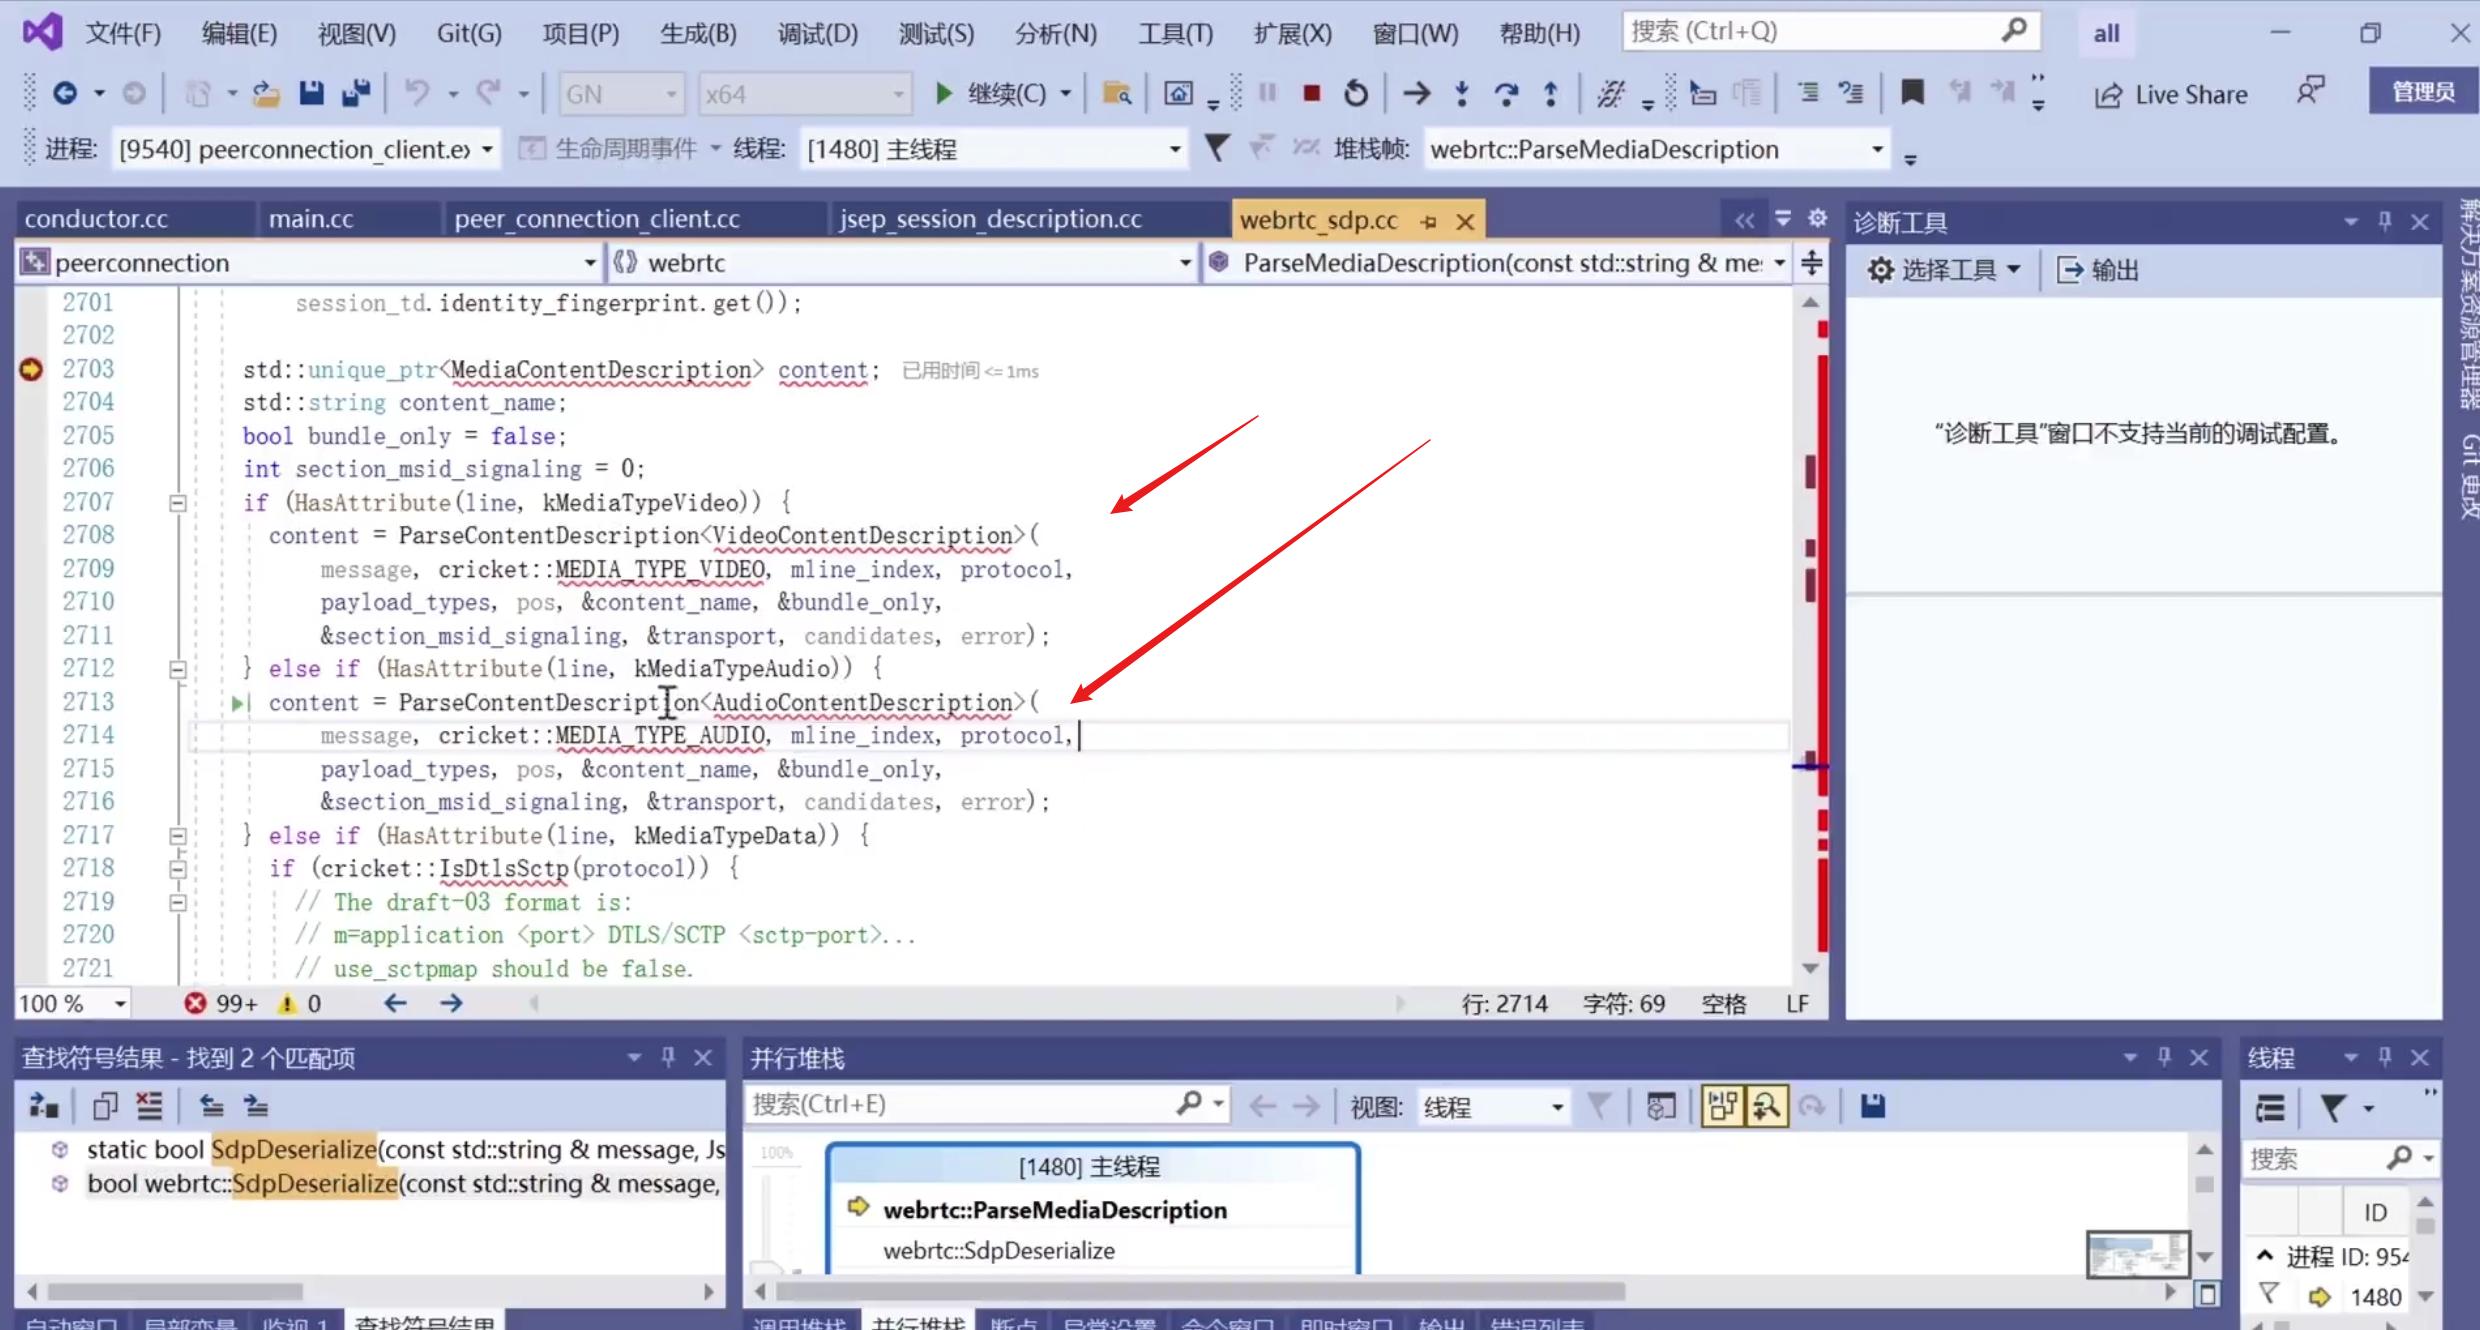 文件(F) 编辑(E) 视图(V) Git(G) 项目(P) 生成(B) 调试(D) 测试(S) 分析(N) 工具(T) 扩展(X) 窗口(W) 帮助(H) 搜索 (Ctrl+Q) all
GN x64 继续(C) Live Share 管理员
进程: [9540] peerconnection_client.ex 生命周期事件 线程: [1480] 主线程 堆栈帧: webrtc::ParseMediaDescription
conductor.cc main.cc peer_connection_client.cc jsep_session_description.cc webrtc_sdp.cc
peerconnection webrtc ParseMediaDescription(const std::string & me:
2701 session_td.identity_fingerprint.get());
2702
2703 std::unique_ptr<MediaContentDescription> content; 已用时间 <= 1ms
2704 std::string content_name;
2705 bool bundle_only = false;
2706 int section_msid_signaling = 0;
2707 if (HasAttribute(line, kMediaTypeVideo)) {
2708 content = ParseContentDescription<VideoContentDescription>(
2709 message, cricket::MEDIA_TYPE_VIDEO, mline_index, protocol,
2710 payload_types, pos, &content_name, &bundle_only,
2711 &section_msid_signaling, &transport, candidates, error);
2712 } else if (HasAttribute(line, kMediaTypeAudio)) {
2713 content = ParseContentDescription<AudioContentDescription>(
2714 message, cricket::MEDIA_TYPE_AUDIO, mline_index, protocol,
2715 payload_types, pos, &content_name, &bundle_only,
2716 &section_msid_signaling, &transport, candidates, error);
2717 } else if (HasAttribute(line, kMediaTypeData)) {
2718 if (cricket::IsDtlsSctp(protocol)) {
2719 // The draft-03 format is:
2720 // m=application <port> DTLS/SCTP <sctp-port>...
2721 // use_sctpmap should be false.
100 % 99+ 0 行: 2714 字符: 69 空格 LF
诊断工具
选择工具 输出
“诊断工具”窗口不支持当前的调试配置。
解决方案资源管理器
Git 更改
查找符号结果 - 找到 2 个匹配项
static bool SdpDeserialize(const std::string & message, Js
bool webrtc::SdpDeserialize(const std::string & message,
并行堆栈
搜索(Ctrl+E) 视图: 线程
100%
[1480] 主线程
webrtc::ParseMediaDescription
webrtc::SdpDeserialize
线程
搜索
ID
进程 ID: 954
1480
自动窗口 局部变量 监视 1 查找符号结果
调用堆栈 并行堆栈 断点 异常设置 命令窗口 即时窗口 输出 错误列表